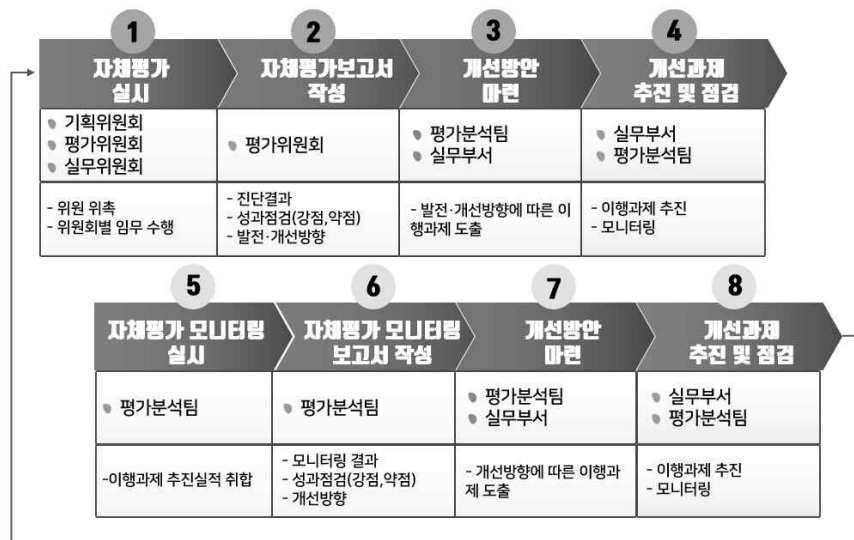 1
자체평가
실시
기획위원회
평가위원회
실무위원회
- 위원 위촉
- 위원회별 임무 수행
2
자체평가보고서
작성
평가위원회
- 진단결과
- 성과점검(강점,약점)
- 발전·개선방향
3
개선방안
마련
평가분석팀
실무부서
- 발전·개선방향에 따른 이
행과제 도출
4
개선과제
추진 및 점검
실무부서
평가분석팀
- 이행과제 추진
- 모니터링
5
자체평가 모니터링
실시
평가분석팀
-이행과제 추진실적 취합
6
자체평가 모니터링
보고서 작성
평가분석팀
- 모니터링 결과
- 성과점검(강점,약점)
- 개선방향
7
개선방안
마련
평가분석팀
실무부서
- 개선방향에 따른 이행과
제 도출
8
개선과제
추진 및 점검
실무부서
평가분석팀
- 이행과제 추진
- 모니터링